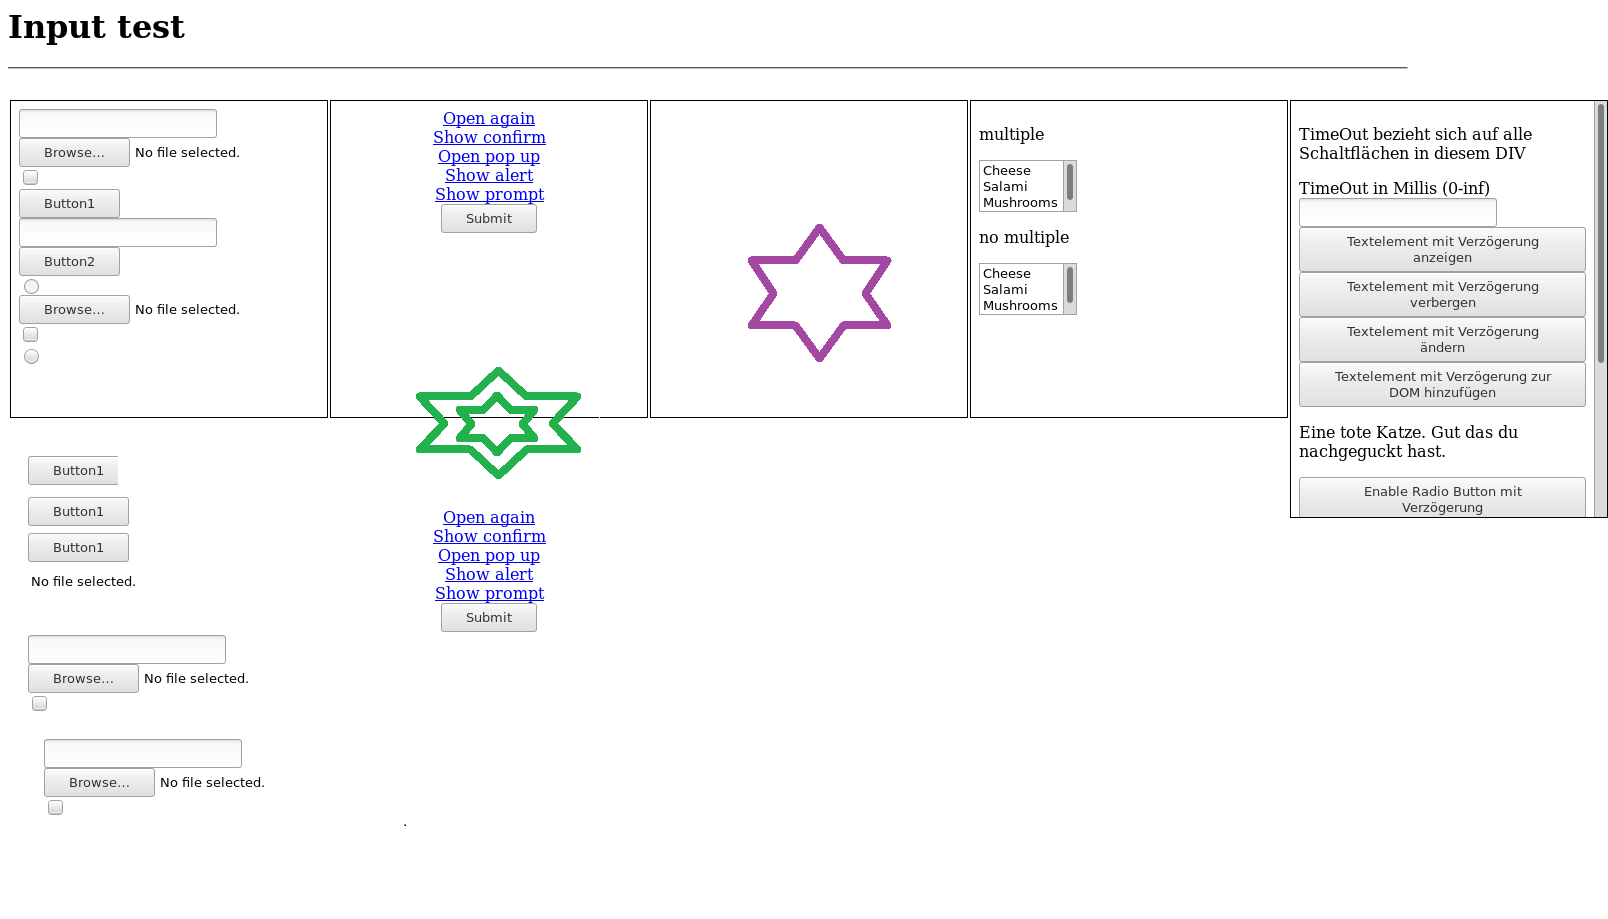 Input test
Browse...  No file selected.
Button1
Button2
Browse...  No file selected.
Open again
Show confirm
Open pop up
Show alert
Show prompt
Submit
multiple
Cheese
Salami
Mushrooms
no multiple
Cheese
Salami
Mushrooms
TimeOut bezieht sich auf alle
Schaltflächen in diesem DIV
TimeOut in Millis (0-inf)
Textelement mit Verzögerung
anzeigen
Textelement mit Verzögerung
verbergen
Textelement mit Verzögerung
ändern
Textelement mit Verzögerung zur
DOM hinzufügen
Eine tote Katze. Gut das du
nachgeguckt hast.
Enable Radio Button mit
Verzögerung
Button1
Button1
Button1
No file selected.
Browse...  No file selected.
Browse...  No file selected.
Open again
Show confirm
Open pop up
Show alert
Show prompt
Submit
.